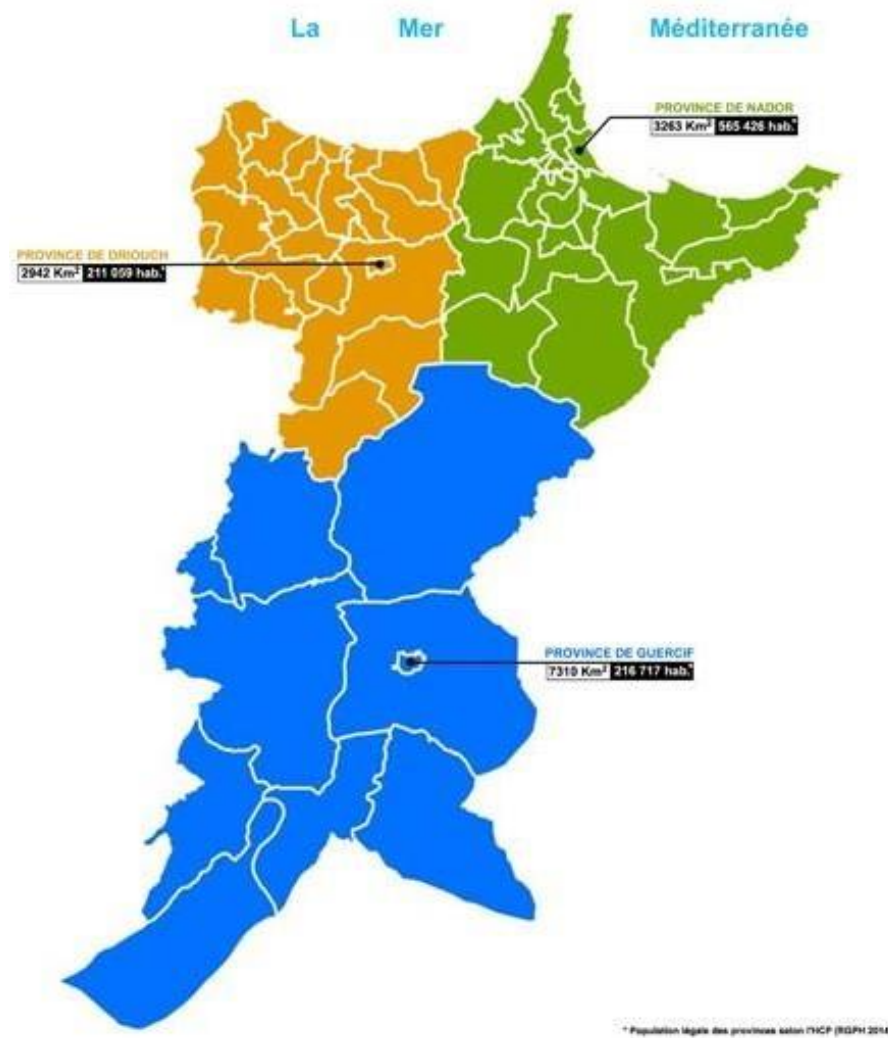 La Mer Méditerranée
PROVINCE DE NADOR
3263 Km² 565 426 hab.*
PROVINCE DE DRIOUCH
2942 Km² 211 059 hab.*
PROVINCE DE GUERCIF
7310 Km² 216 717 hab.*
* Population légale des provinces selon l'HCP (RGPH 2014